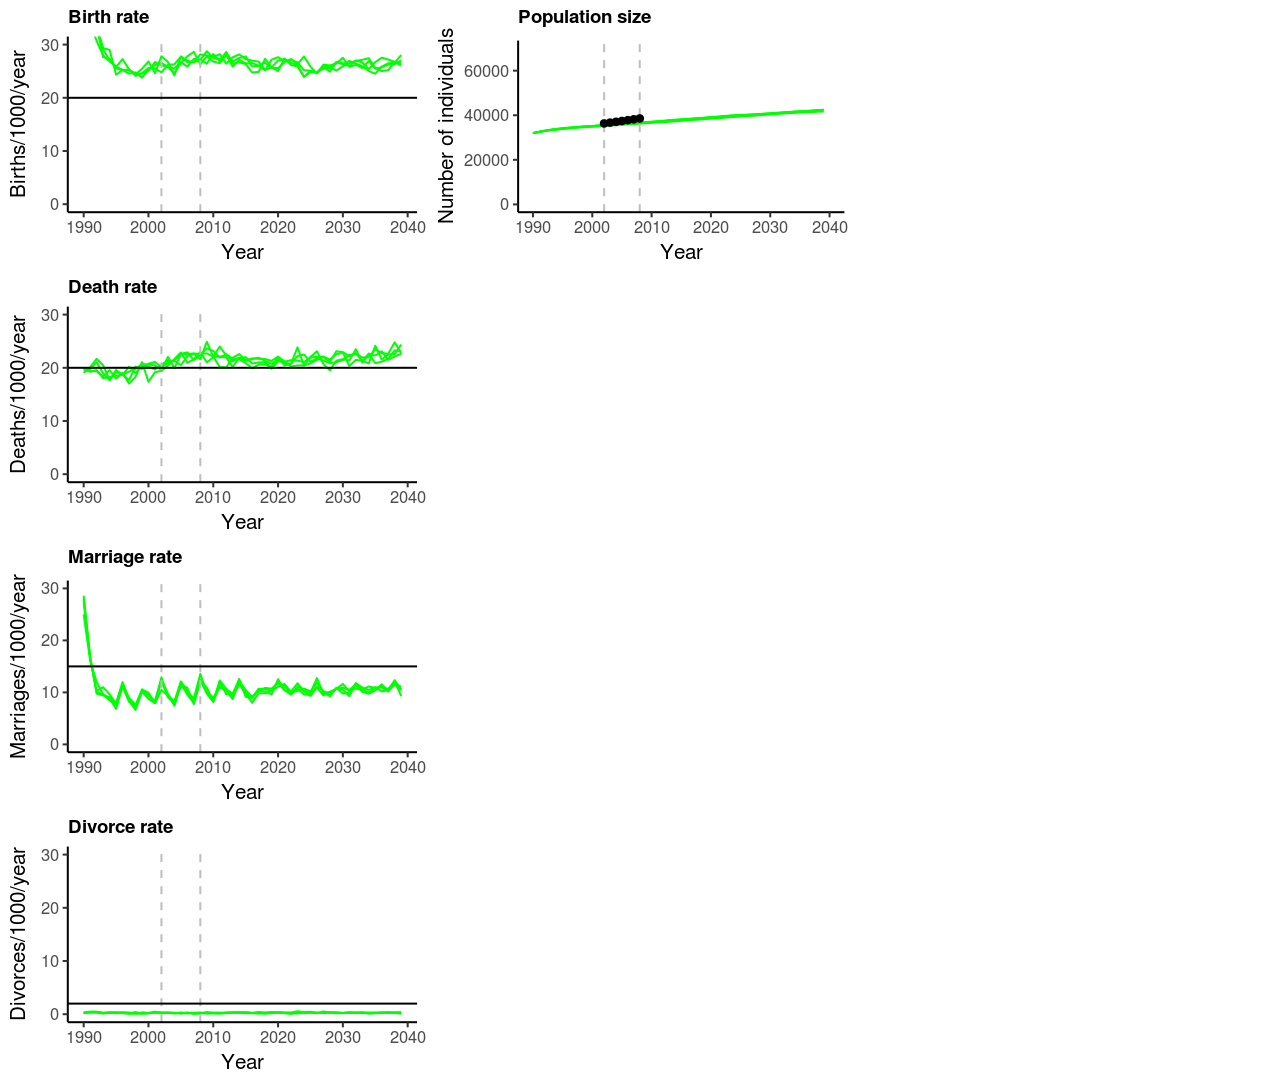 Birth rate
Births/1000/year
30
20
10
0
1990 2000 2010 2020 2030 2040
Year
Population size
Number of individuals
60000
40000
20000
0
1990 2000 2010 2020 2030 2040
Year
Death rate
Deaths/1000/year
30
20
10
0
1990 2000 2010 2020 2030 2040
Year
Marriage rate
Marriages/1000/year
30
20
10
0
1990 2000 2010 2020 2030 2040
Year
Divorce rate
Divorces/1000/year
30
20
10
0
1990 2000 2010 2020 2030 2040
Year